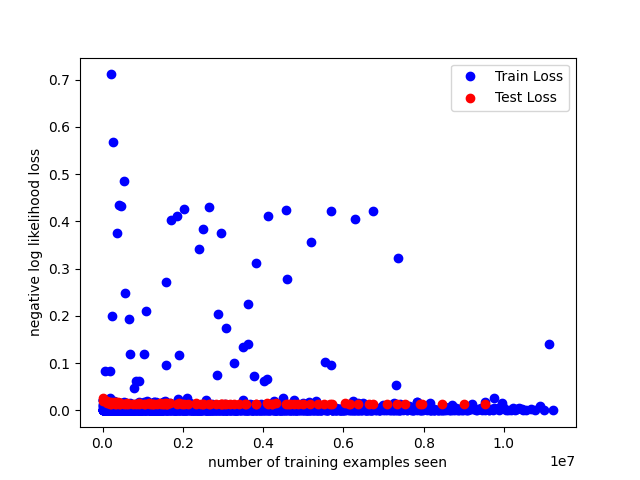 Train Loss
Test Loss
negative log likelihood loss
0.7
0.6
0.5
0.4
0.3
0.2
0.1
0.0
0.0 0.2 0.4 0.6 0.8 1.0
1e7
number of training examples seen